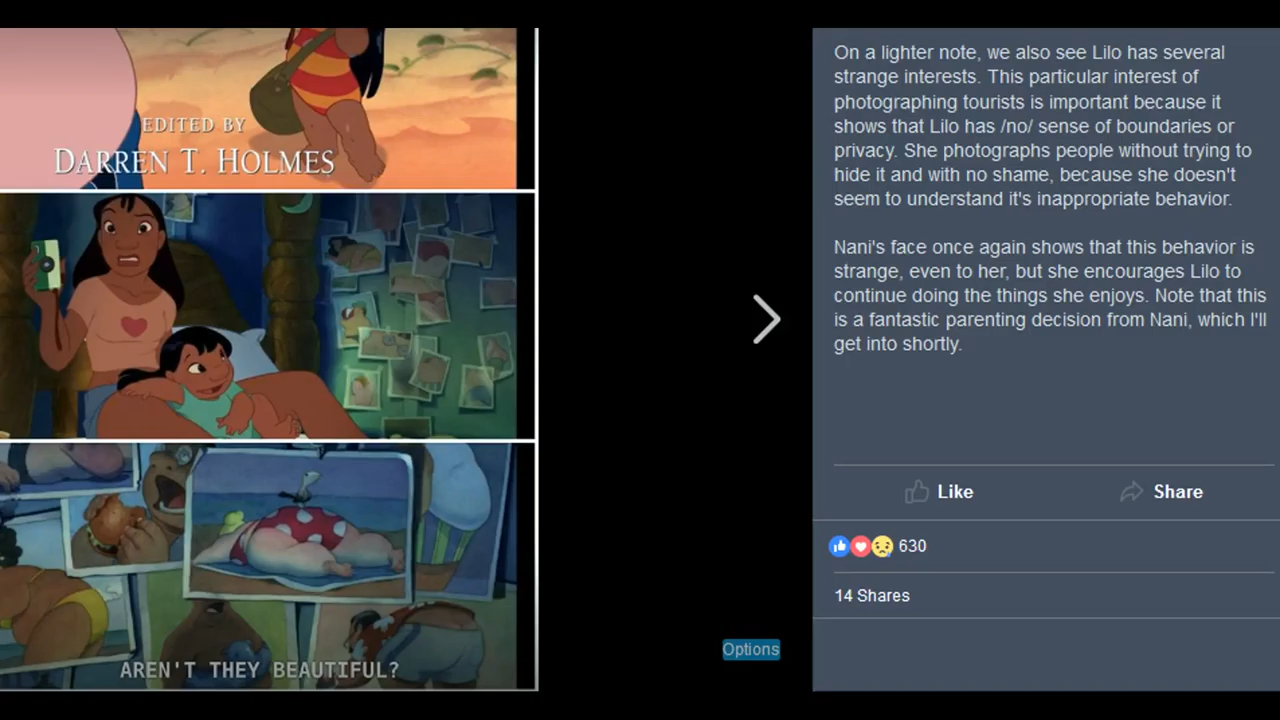 EDITED BY
DARREN T. HOLMES
AREN'T THEY BEAUTIFUL?
Options
On a lighter note, we also see Lilo has several
strange interests. This particular interest of
photographing tourists is important because it
shows that Lilo has /no/ sense of boundaries or
privacy. She photographs people without trying to
hide it and with no shame, because she doesn't
seem to understand it's inappropriate behavior.
Nani's face once again shows that this behavior is
strange, even to her, but she encourages Lilo to
continue doing the things she enjoys. Note that this
is a fantastic parenting decision from Nani, which I'll
get into shortly.
Like
Share
630
14 Shares